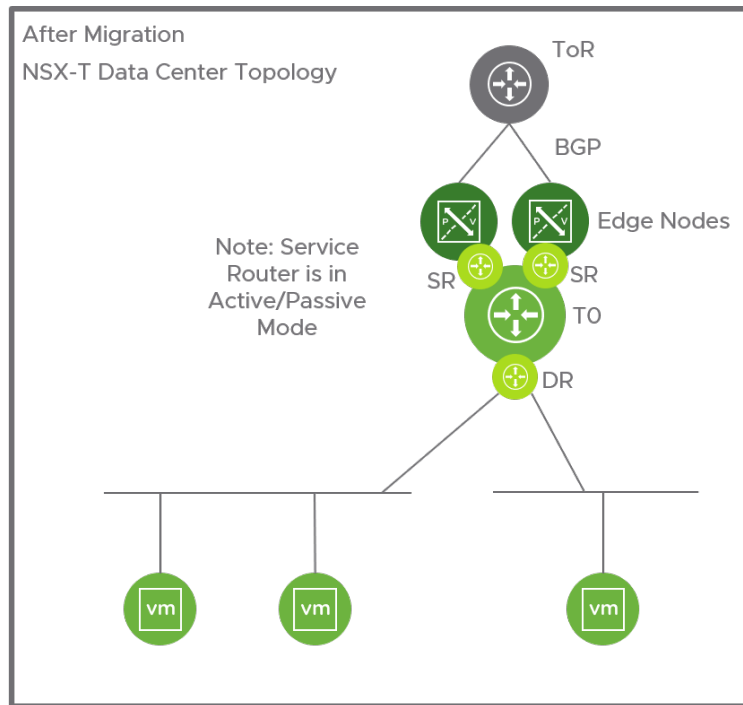 After Migration
NSX-T Data Center Topology
ToR
BGP
P V
P V
Edge Nodes
Note: Service
Router is in
Active/Passive
Mode
SR
SR
T0
DR
vm
vm
vm